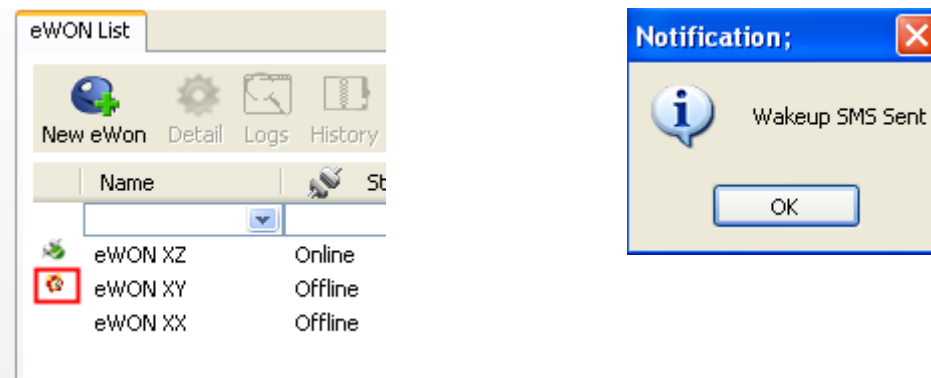 eWON List
New eWon Detail Logs History
Name St
eWON XZ Online
eWON XY Offline
eWON XX Offline
Notification;
Wakeup SMS Sent
OK